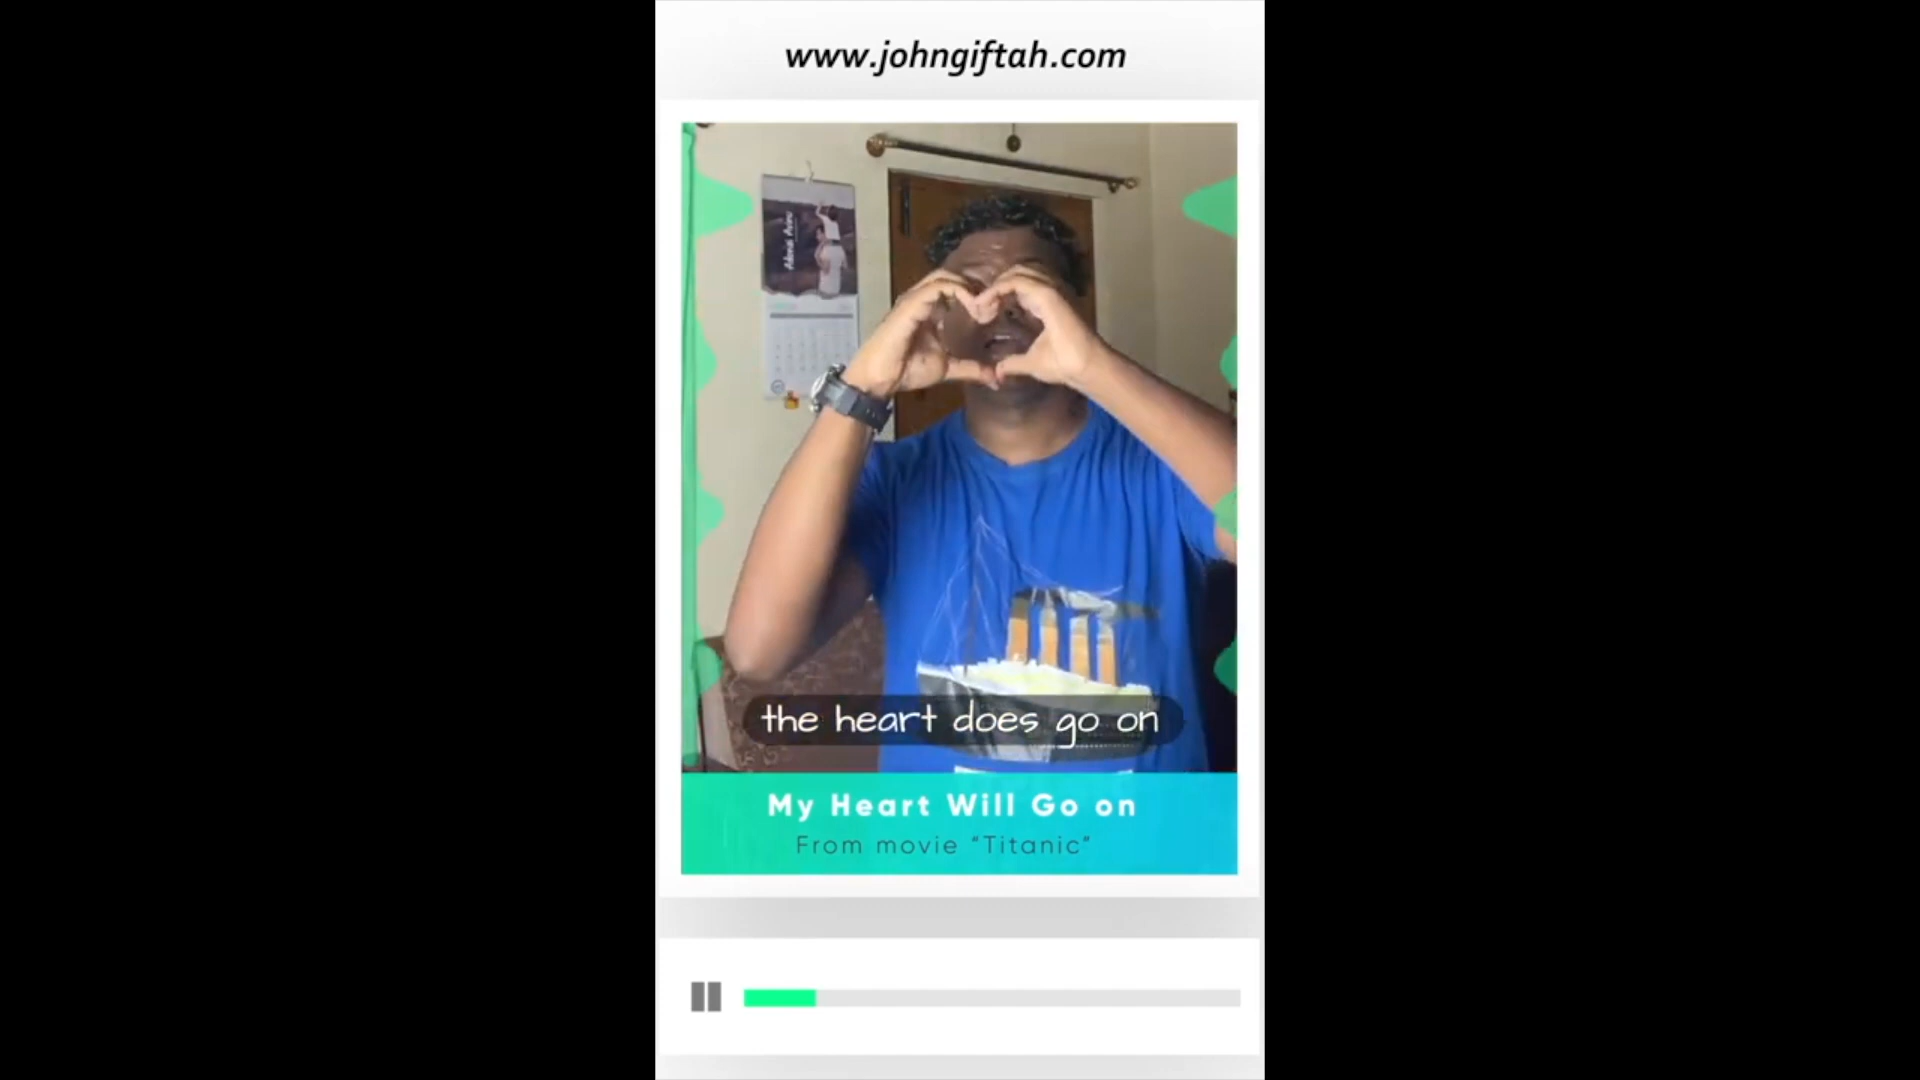 www.johngiftah.com
the heart does go on
My Heart Will Go on
From movie “Titanic”